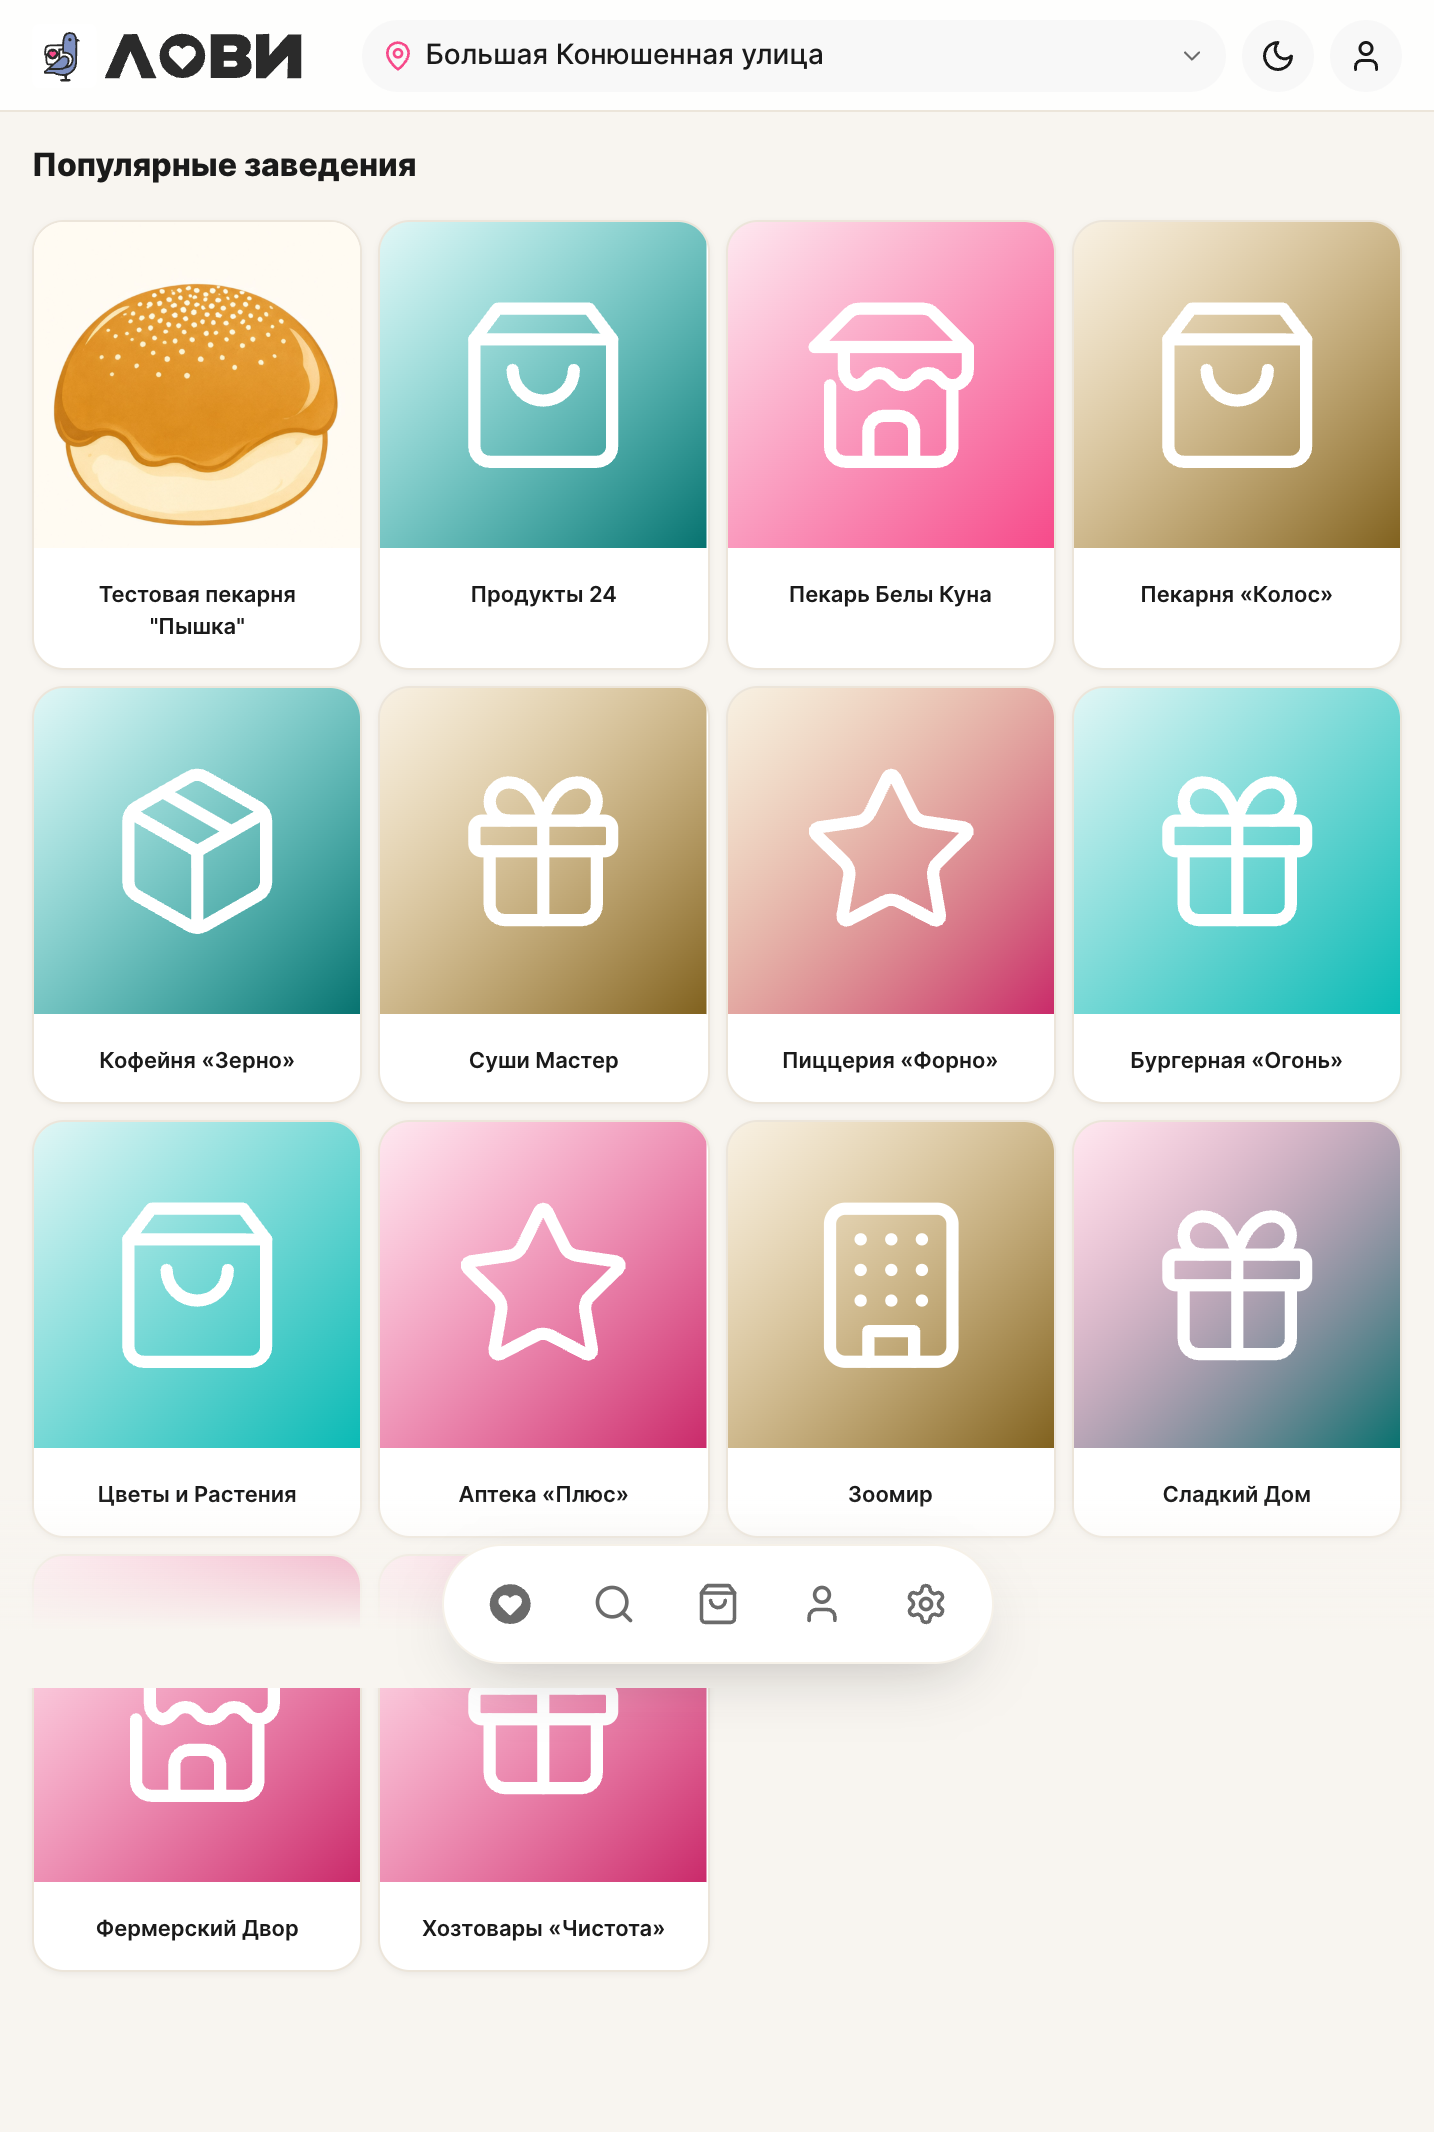 ЛОВИ
Большая Конюшенная улица
Популярные заведения
Тестовая пекарня
"Пышка"
Продукты 24
Пекарь Белы Куна
Пекарня «Колос»
Кофейня «Зерно»
Суши Мастер
Пиццерия «Форно»
Бургерная «Огонь»
Цветы и Растения
Аптека «Плюс»
Зоомир
Сладкий Дом
Фермерский Двор
Хозтовары «Чистота»